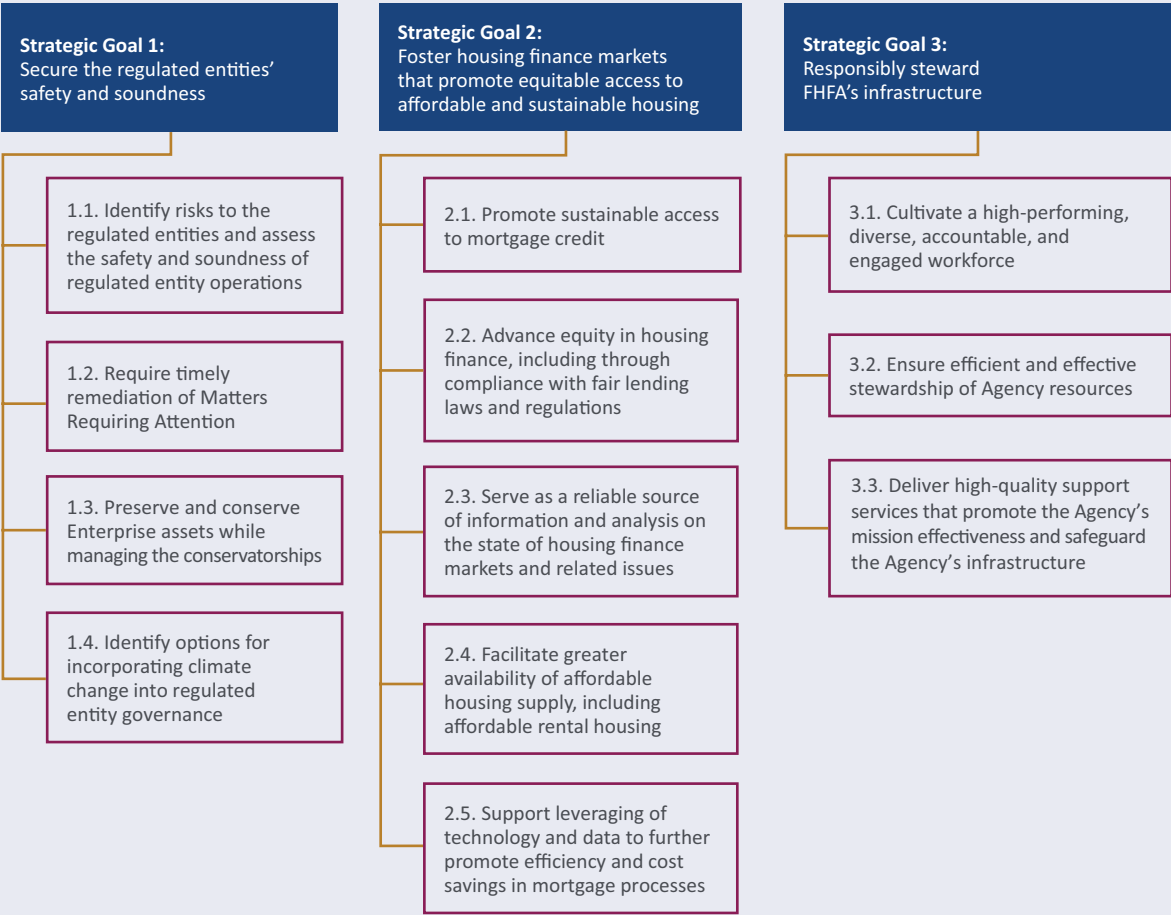 Strategic Goal 1:
Secure the regulated entities’
safety and soundness
1.1. Identify risks to the
regulated entities and assess
the safety and soundness of
regulated entity operations
1.2. Require timely
remediation of Matters
Requiring Attention
1.3. Preserve and conserve
Enterprise assets while
managing the conservatorships
1.4. Identify options for
incorporating climate
change into regulated
entity governance
Strategic Goal 2:
Foster housing finance markets
that promote equitable access to
affordable and sustainable housing
2.1. Promote sustainable access
to mortgage credit
2.2. Advance equity in housing
finance, including through
compliance with fair lending
laws and regulations
2.3. Serve as a reliable source
of information and analysis on
the state of housing finance
markets and related issues
2.4. Facilitate greater
availability of affordable
housing supply, including
affordable rental housing
2.5. Support leveraging of
technology and data to further
promote efficiency and cost
savings in mortgage processes
Strategic Goal 3:
Responsibly steward
FHFA’s infrastructure
3.1. Cultivate a high-performing,
diverse, accountable, and
engaged workforce
3.2. Ensure efficient and effective
stewardship of Agency resources
3.3. Deliver high-quality support
services that promote the Agency’s
mission effectiveness and safeguard
the Agency’s infrastructure